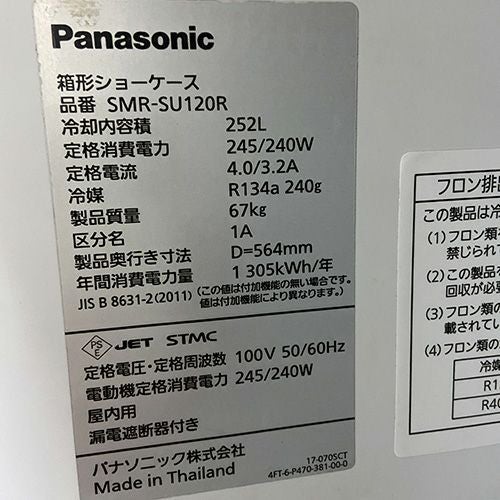 Panasonic
箱形ショーケース
品番 SMR-SU120R
冷却内容積 252L
定格消費電力 245/240W
定格電流 4.0/3.2A
冷媒 R134a 240g
製品質量 67kg
区分名 1A
製品奥行き寸法 D=564mm
年間消費電力量 1 305kWh/年
JIS B 8631-2(2011) (この値は付加機能の無い場合です。値は付加機能により異なります。)
PSE JET STMC
定格電圧・定格周波数 100V 50/60Hz
電動機定格消費電力 245/240W
屋内用
漏電遮断器付き
パナソニック株式会社 17-070SCT
Made in Thailand 4FT-6-P470-381-00-0
フロン排出
この製品は冷
(1)フロン類を
禁じられて
(2)この製品
回収が必要
(3)フロン類の
載されてい
(4)フロン類の
冷媒
R1
R40